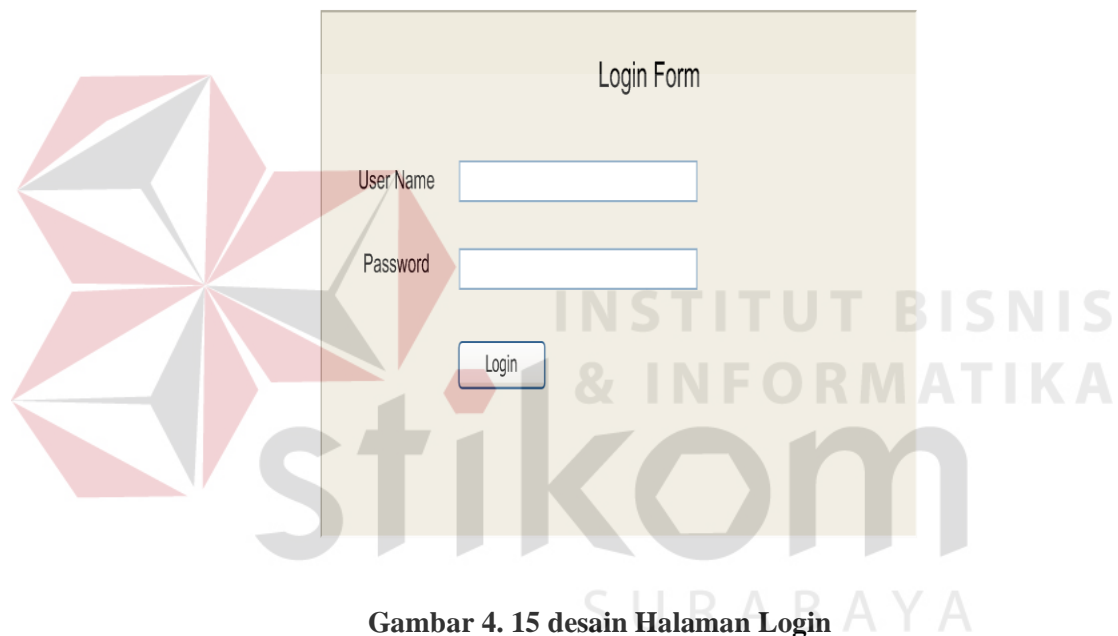 Login Form
User Name
Password
INSTITUT BISNIS
Login
& INFORMATIKA
stikom
SURABAYA
Gambar 4. 15 desain Halaman Login